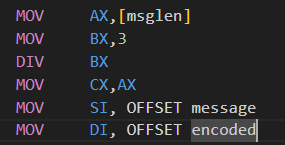 MOV AX,[msglen]
MOV BX,3
DIV BX
MOV CX,AX
MOV SI, OFFSET message
MOV DI, OFFSET encoded